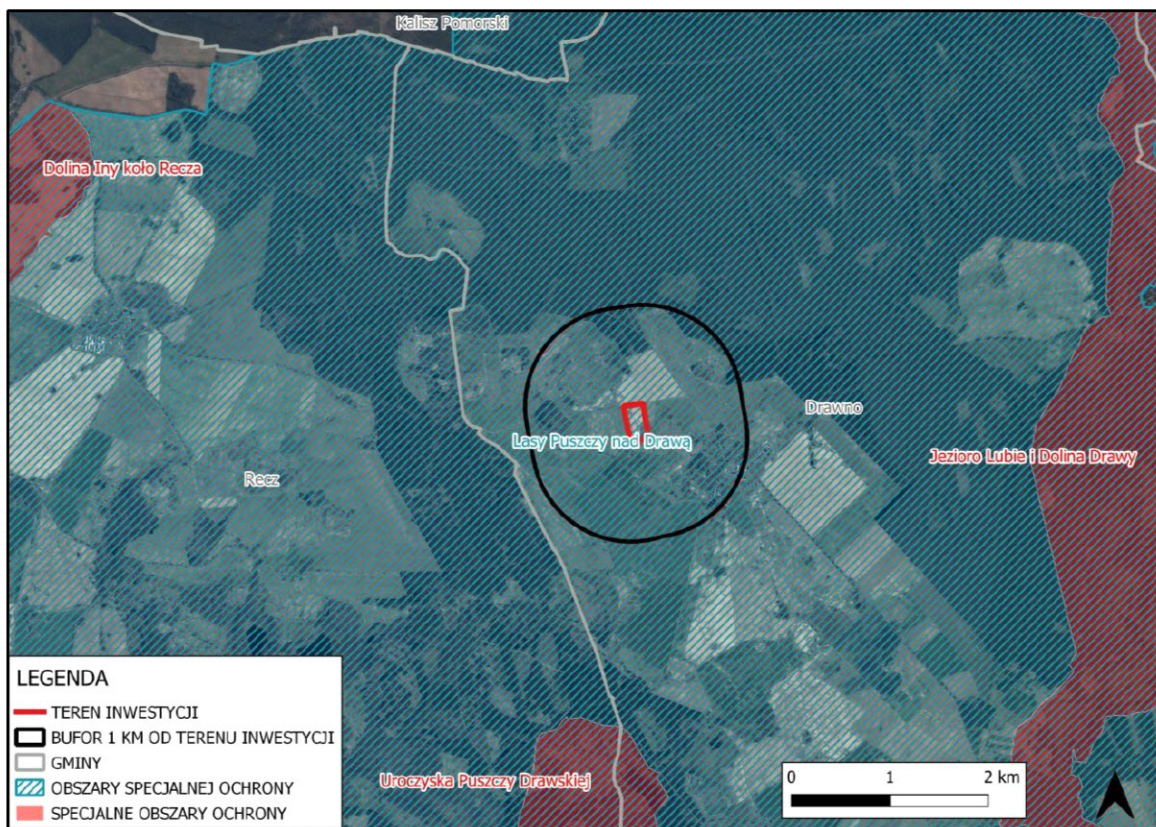 Kalisz Pomorski
Dolina Iny koło Recza
Drawno
Lasy Puszczy nad Drawą
Jezioro Lubie i Dolina Drawy
Recz
Uroczyska Puszczy Drawskiej
LEGENDA
TEREN INWESTYCJI
BUFOR 1 KM OD TERENU INWESTYCJI
GMINY
OBSZARY SPECJALNEJ OCHRONY
SPECJALNE OBSZARY OCHRONY
0 1 2 km